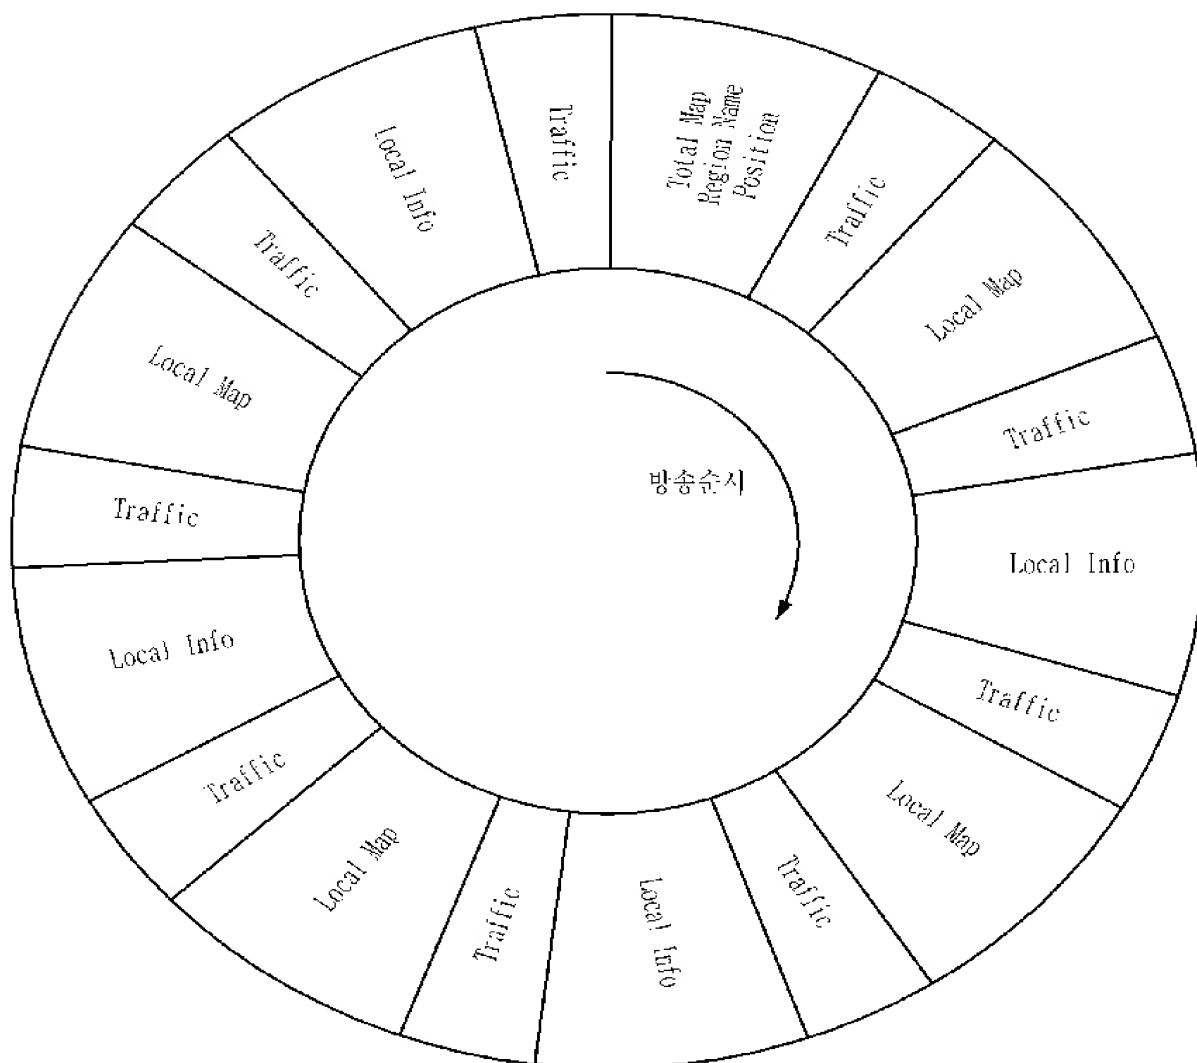 Total Map
Region Name
Position
Traffic
Local Map
Traffic
Local Info
Traffic
Local Map
Traffic
Local Info
Traffic
Local Map
Traffic
Local Info
Traffic
Local Map
Traffic
Local Info
Traffic
방송순서